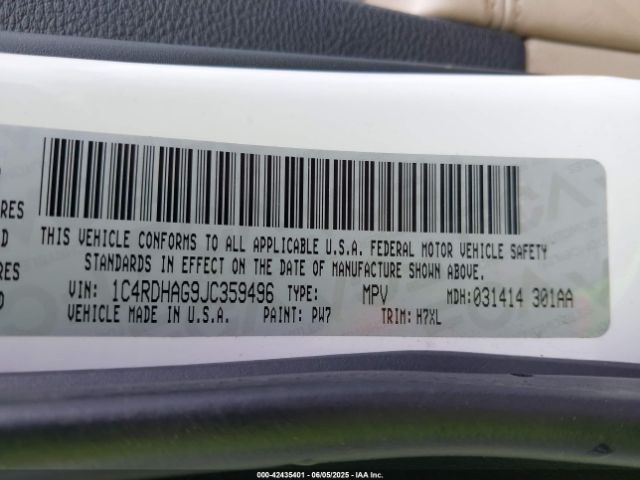 RES
D
RES
THIS VEHICLE CONFORMS TO ALL APPLICABLE U.S.A. FEDERAL MOTOR VEHICLE SAFETY
STANDARDS IN EFFECT ON THE DATE OF MANUFACTURE SHOWN ABOVE.
VIN: 1C4RDHAG9JC359496 TYPE: MPV MDH:031414 301AA
VEHICLE MADE IN U.S.A. PAINT: PW7 TRIM: H7XL
000-42435401 - 06/05/2025 - IAA Inc.